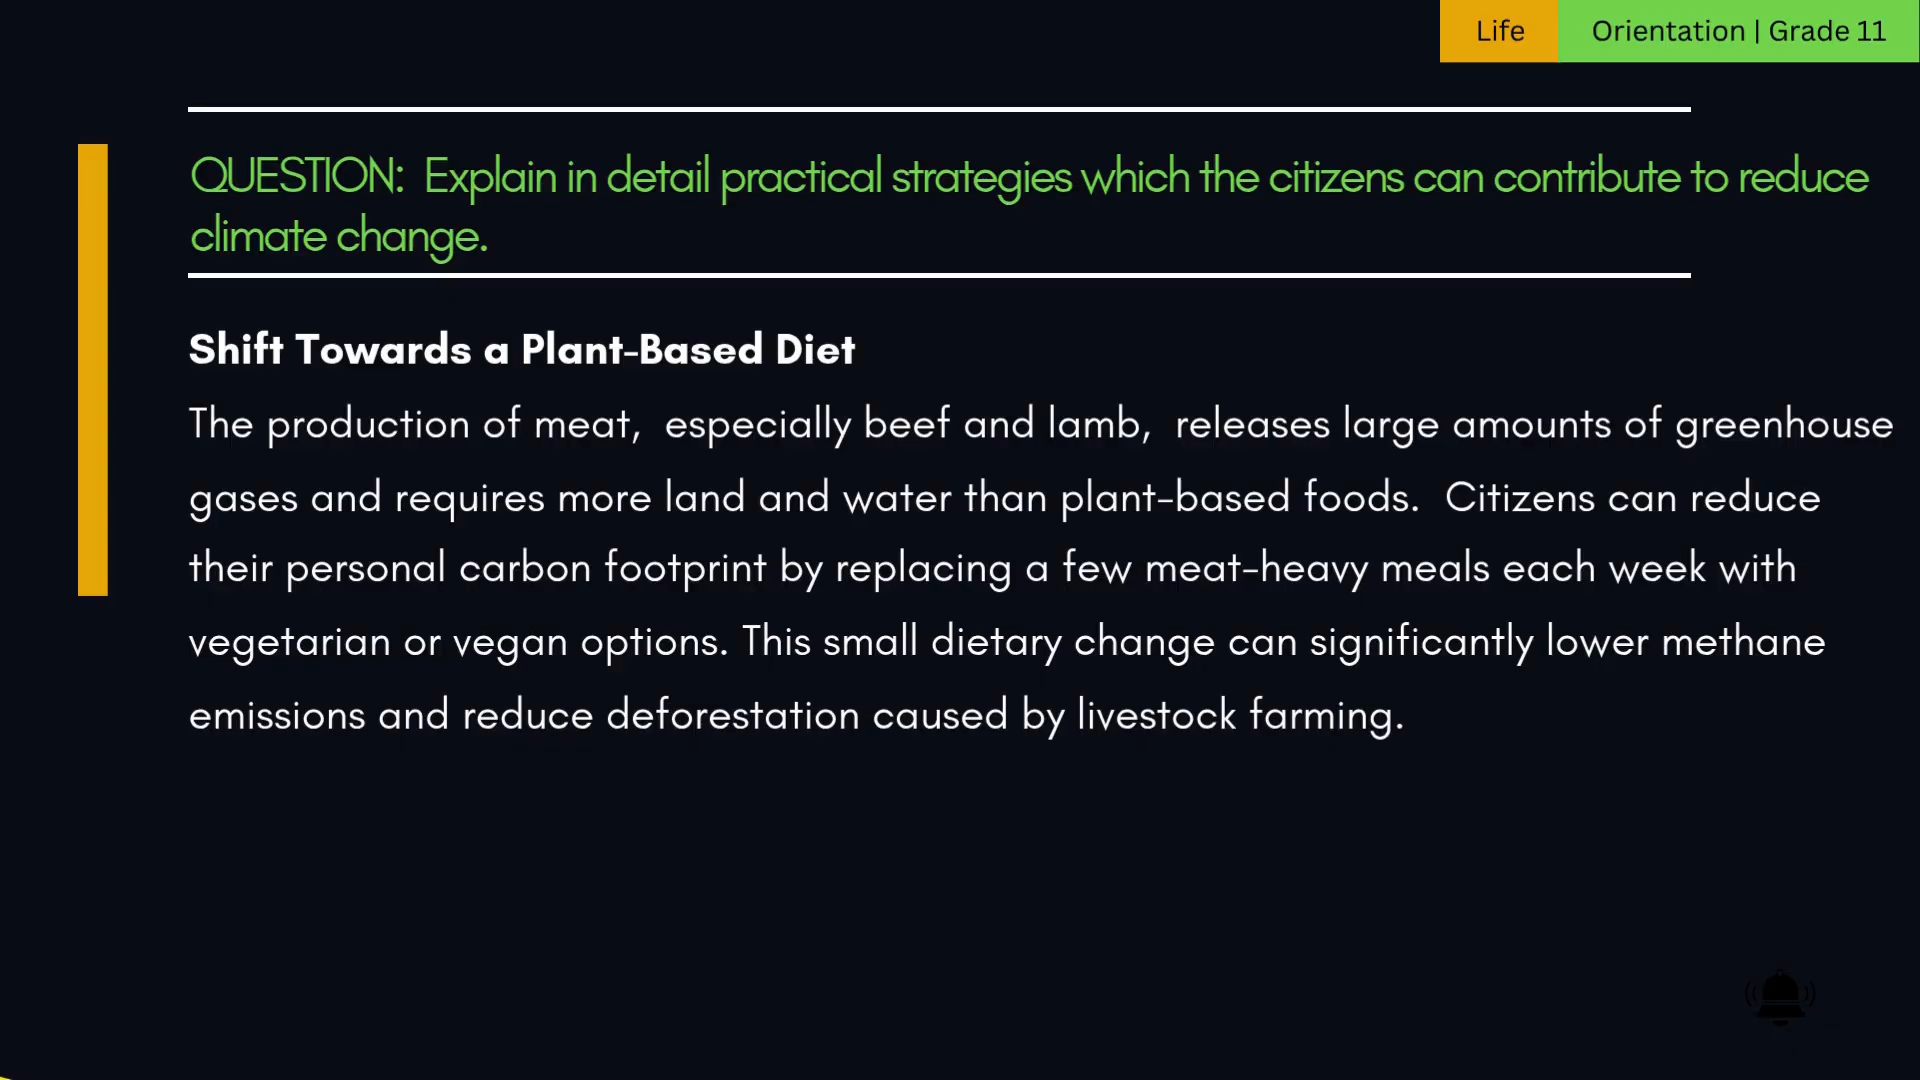 Life Orientation | Grade 11
QUESTION: Explain in detail practical strategies which the citizens can contribute to reduce
climate change.
Shift Towards a Plant-Based Diet
The production of meat, especially beef and lamb, releases large amounts of greenhouse
gases and requires more land and water than plant-based foods. Citizens can reduce
their personal carbon footprint by replacing a few meat-heavy meals each week with
vegetarian or vegan options. This small dietary change can significantly lower methane
emissions and reduce deforestation caused by livestock farming.